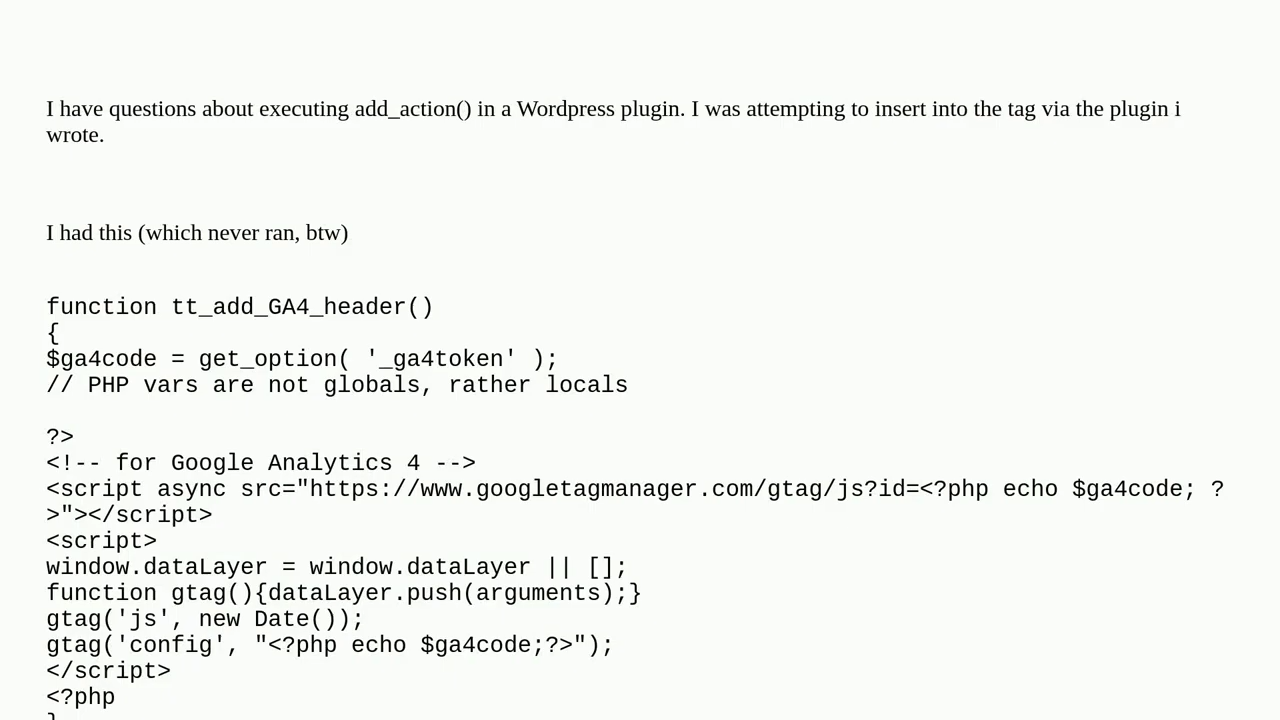 I have questions about executing add_action() in a Wordpress plugin. I was attempting to insert into the tag via the plugin i
wrote.
I had this (which never ran, btw)
function tt_add_GA4_header()
{
$ga4code = get_option( '_ga4token' );
// PHP vars are not globals, rather locals
?>
<!-- for Google Analytics 4 -->
<script async src="https://www.googletagmanager.com/gtag/js?id=<?php echo $ga4code; ?
>"></script>
<script>
window.dataLayer = window.dataLayer || [];
function gtag(){dataLayer.push(arguments);}
gtag('js', new Date());
gtag('config', "<?php echo $ga4code;?>");
</script>
<?php
}